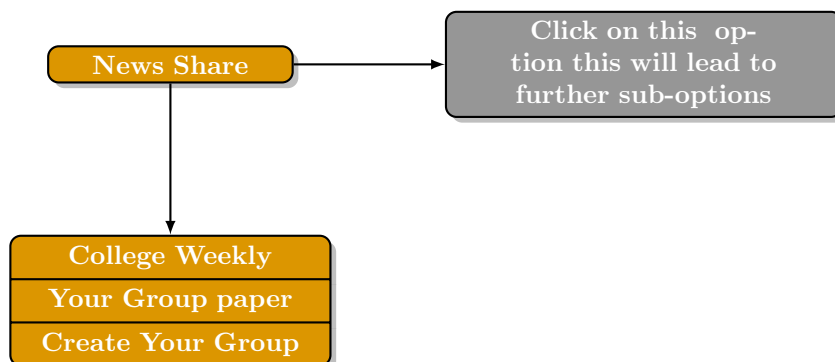 News Share
Click on this op-
tion this will lead to
further sub-options
College Weekly
Your Group paper
Create Your Group